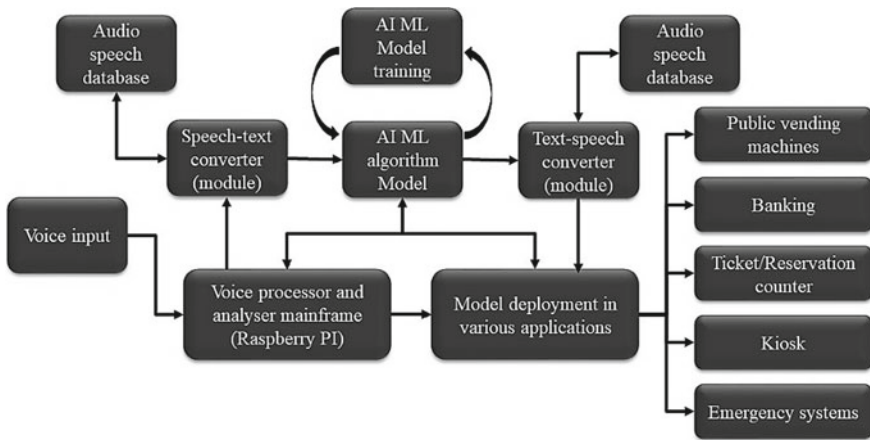 Audio
speech
database
AI ML
Model
training
Audio
speech
database
Speech-text
converter
(module)
AI ML
algorithm
Model
Text-speech
converter
(module)
Public vending
machines
Banking
Voice input
Voice processor and
analyser mainframe
(Raspberry PI)
Model deployment in
various applications
Ticket/Reservation
counter
Kiosk
Emergency systems